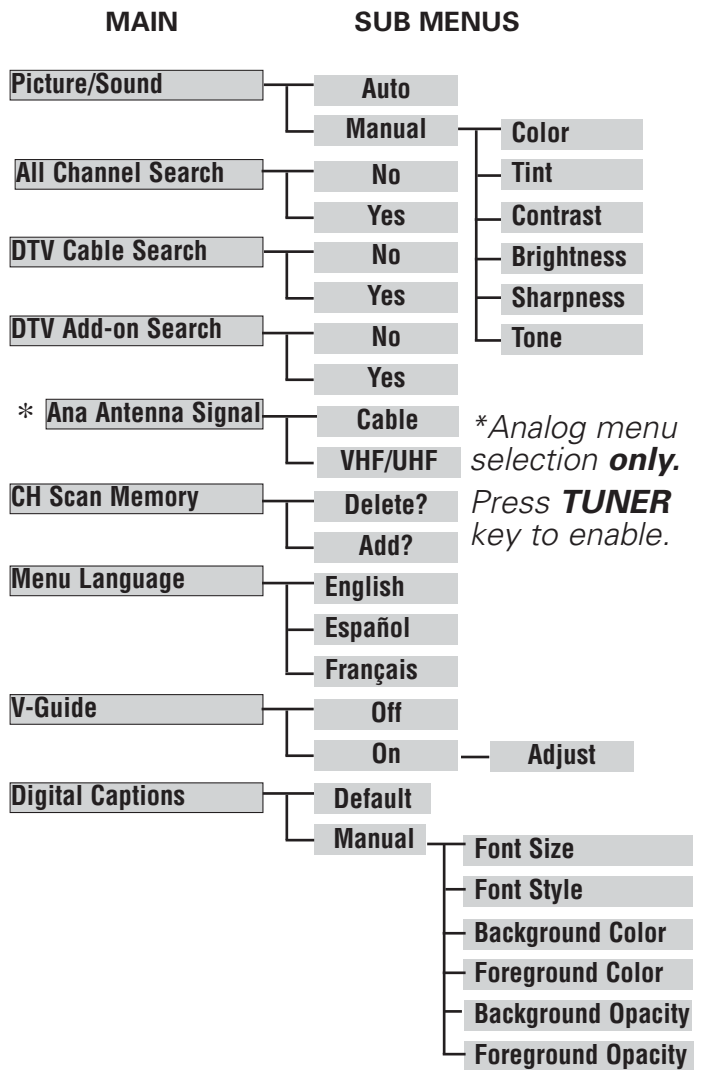 MAIN SUB MENUS
Picture/Sound
Auto
Manual
Color
Tint
Contrast
Brightness
Sharpness
Tone
All Channel Search
No
Yes
DTV Cable Search
No
Yes
DTV Add-on Search
No
Yes
* Ana Antenna Signal
Cable
VHF/UHF
*Analog menu
selection only.
Press TUNER
key to enable.
CH Scan Memory
Delete?
Add?
Menu Language
English
Español
Français
V-Guide
Off
On
Adjust
Digital Captions
Default
Manual
Font Size
Font Style
Background Color
Foreground Color
Background Opacity
Foreground Opacity